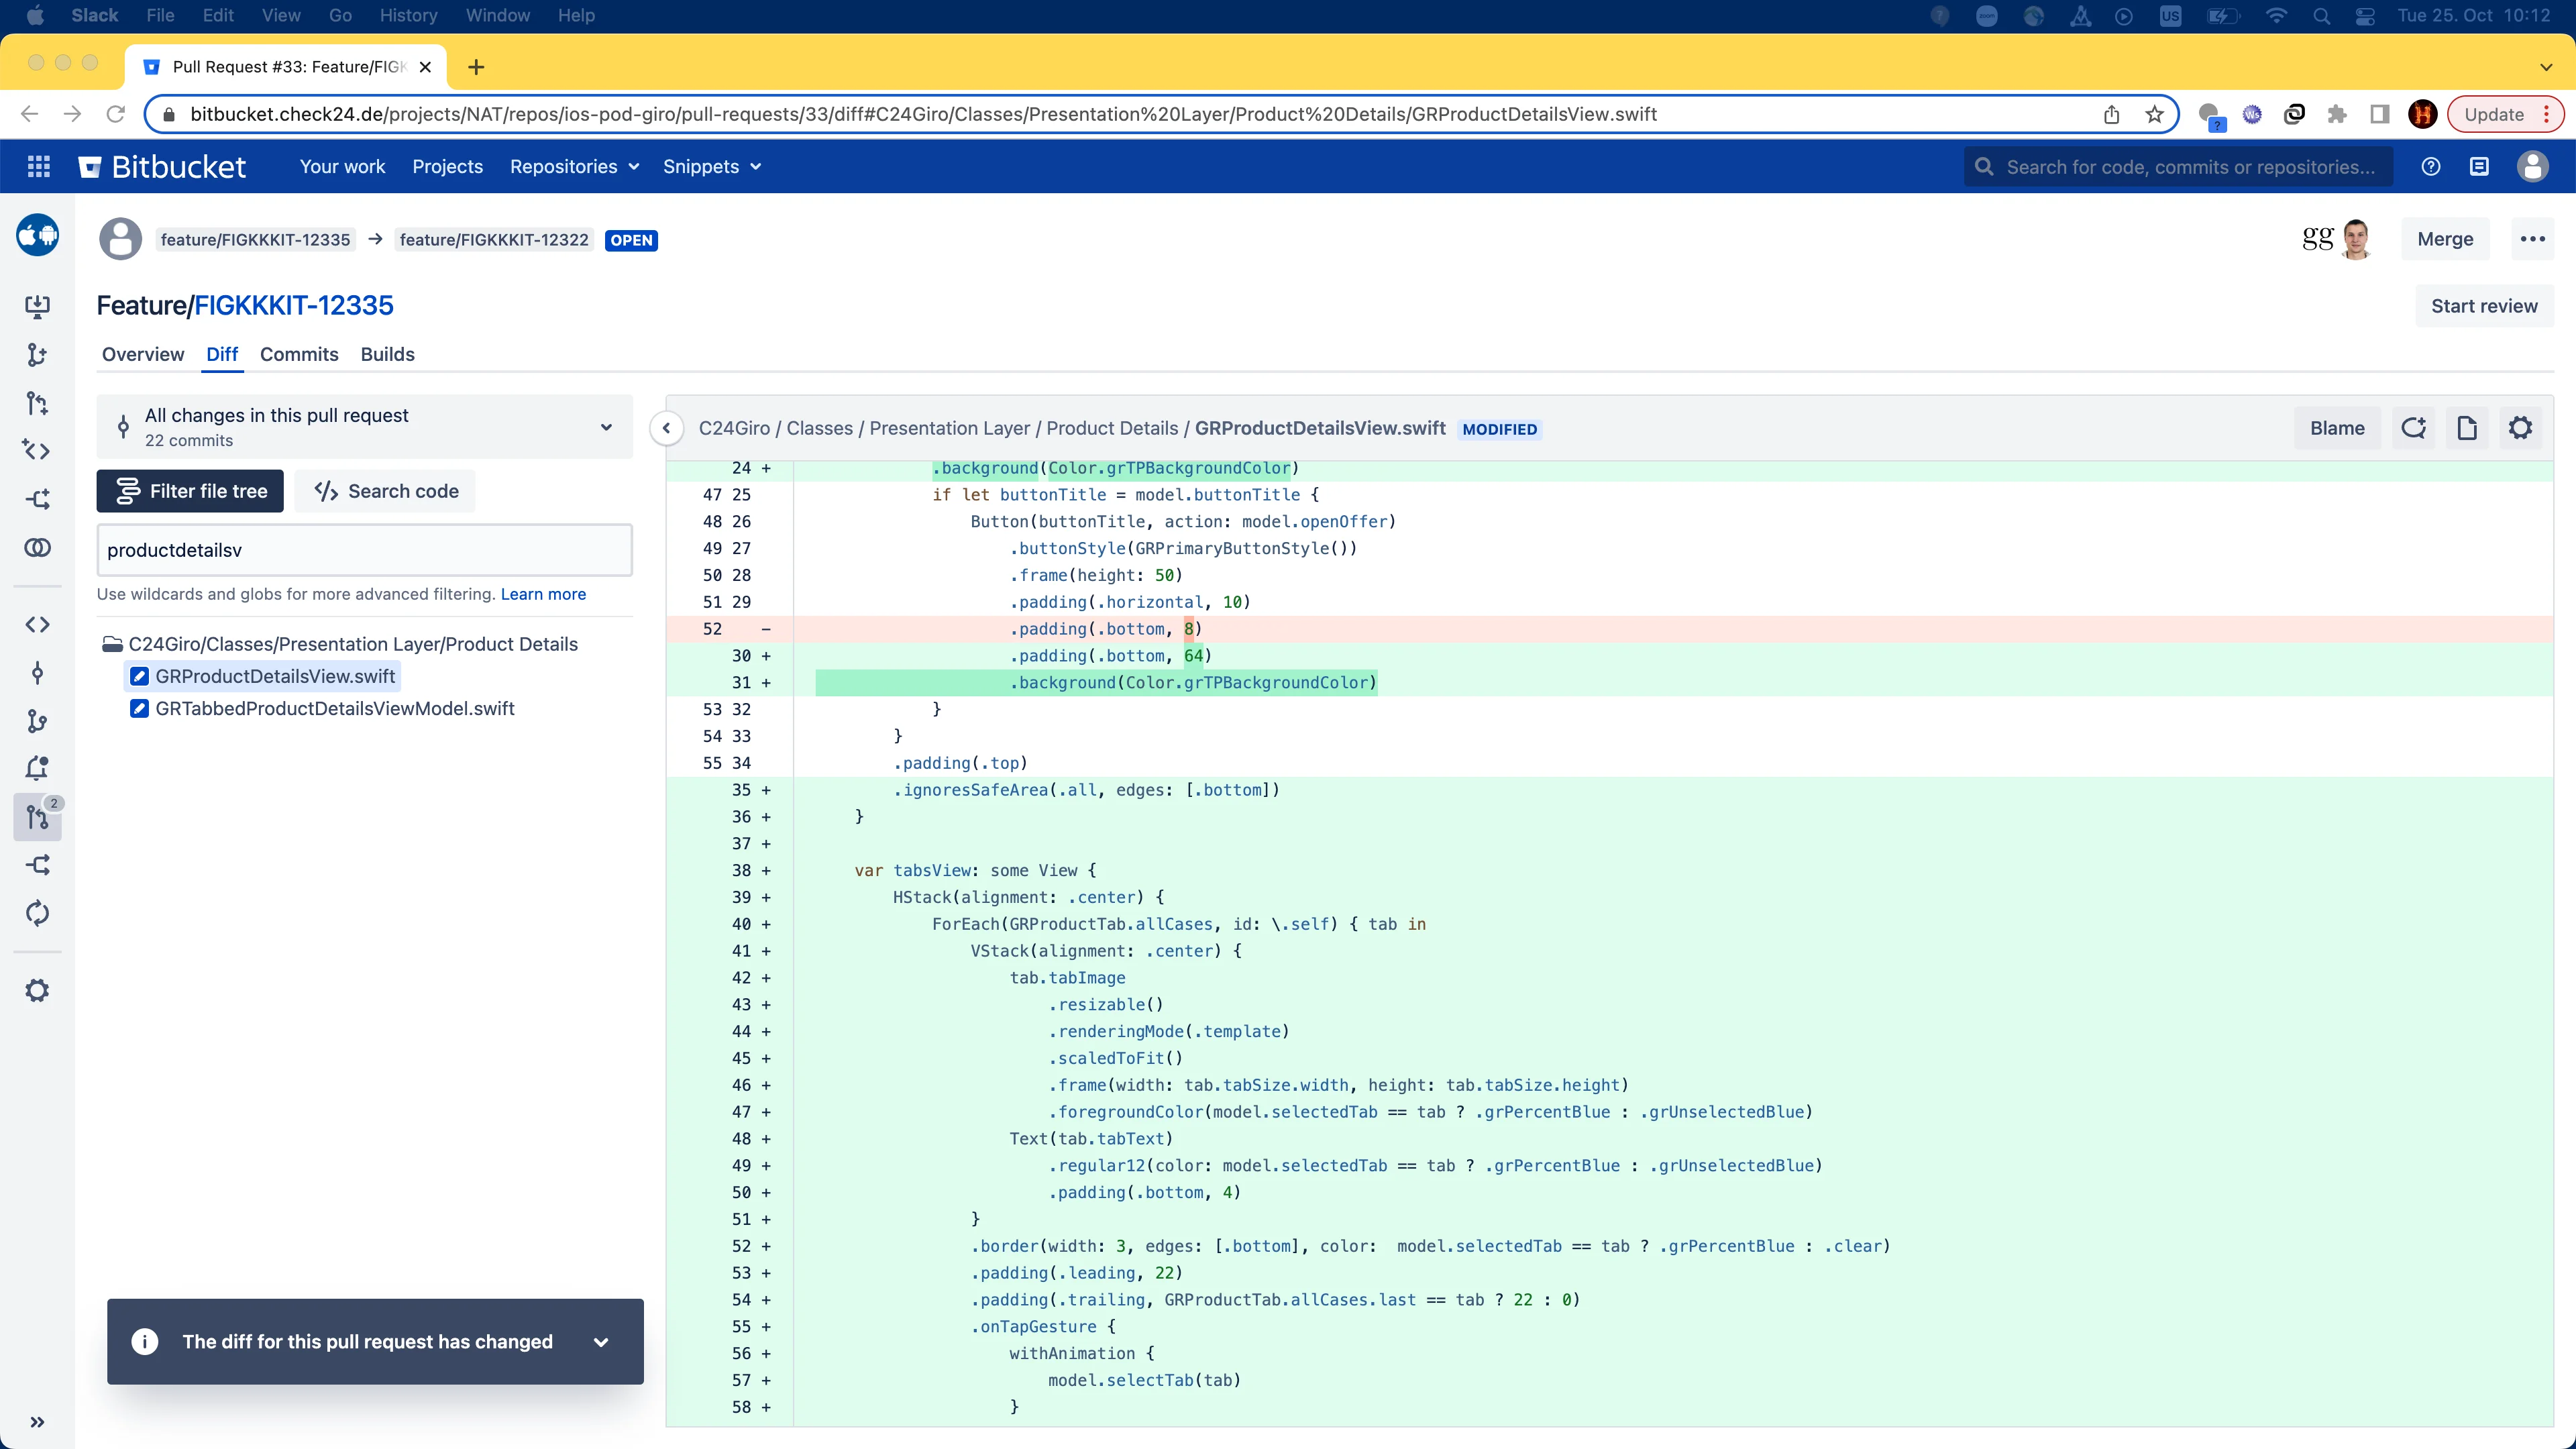 Slack File Edit View Go History Window Help zoom US Tue 25. Oct 10:12
Pull Request #33: Feature/FIGK
bitbucket.check24.de/projects/NAT/repos/ios-pod-giro/pull-requests/33/diff#C24Giro/Classes/Presentation%20Layer/Product%20Details/GRProductDetailsView.swift Ws Update
Bitbucket Your work Projects Repositories Snippets Search for code, commits or repositories...
feature/FIGKKKIT-12335 → feature/FIGKKKIT-12322 OPEN gg Merge
Feature/FIGKKKIT-12335 Start review
Overview Diff Commits Builds
All changes in this pull request
22 commits
Filter file tree Search code
productdetailsv
Use wildcards and globs for more advanced filtering. Learn more
C24Giro/Classes/Presentation Layer/Product Details
GRProductDetailsView.swift
GRTabbedProductDetailsViewModel.swift
2
The diff for this pull request has changed
C24Giro / Classes / Presentation Layer / Product Details / GRProductDetailsView.swift MODIFIED Blame
24 + .background(Color.grTPBackgroundColor)
47 25 if let buttonTitle = model.buttonTitle {
48 26 Button(buttonTitle, action: model.openOffer)
49 27 .buttonStyle(GRPrimaryButtonStyle())
50 28 .frame(height: 50)
51 29 .padding(.horizontal, 10)
52 - .padding(.bottom, 8)
30 + .padding(.bottom, 64)
31 + .background(Color.grTPBackgroundColor)
53 32 }
54 33 }
55 34 .padding(.top)
35 + .ignoresSafeArea(.all, edges: [.bottom])
36 + }
37 +
38 + var tabsView: some View {
39 + HStack(alignment: .center) {
40 + ForEach(GRProductTab.allCases, id: \.self) { tab in
41 + VStack(alignment: .center) {
42 + tab.tabImage
43 + .resizable()
44 + .renderingMode(.template)
45 + .scaledToFit()
46 + .frame(width: tab.tabSize.width, height: tab.tabSize.height)
47 + .foregroundColor(model.selectedTab == tab ? .grPercentBlue : .grUnselectedBlue)
48 + Text(tab.tabText)
49 + .regular12(color: model.selectedTab == tab ? .grPercentBlue : .grUnselectedBlue)
50 + .padding(.bottom, 4)
51 + }
52 + .border(width: 3, edges: [.bottom], color:  model.selectedTab == tab ? .grPercentBlue : .clear)
53 + .padding(.leading, 22)
54 + .padding(.trailing, GRProductTab.allCases.last == tab ? 22 : 0)
55 + .onTapGesture {
56 + withAnimation {
57 + model.selectTab(tab)
58 + }